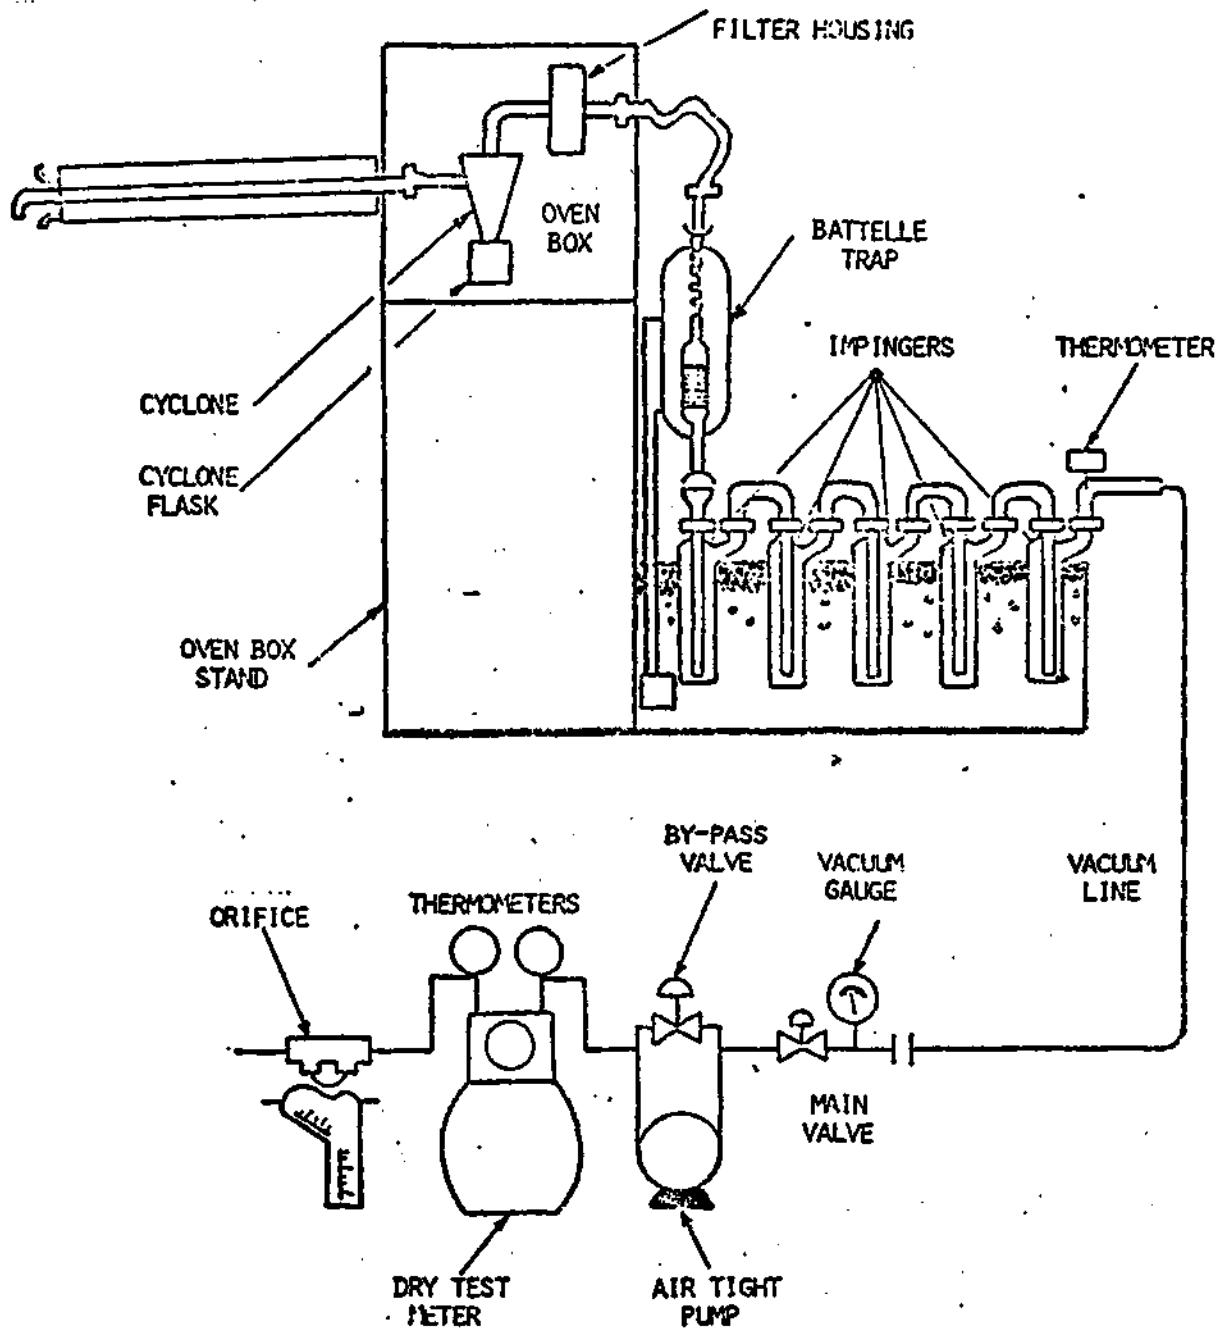 FILTER HOUSING
OVEN
BOX
BATTELLE
TRAP
IMPINGERS
THERMOMETER
CYCLONE
CYCLONE
FLASK
OVEN BOX
STAND
BY-PASS
VALVE
VACUUM
GAUGE
VACUUM
LINE
ORIFICE
THERMOMETERS
MAIN
VALVE
DRY TEST
METER
AIR TIGHT
PUMP